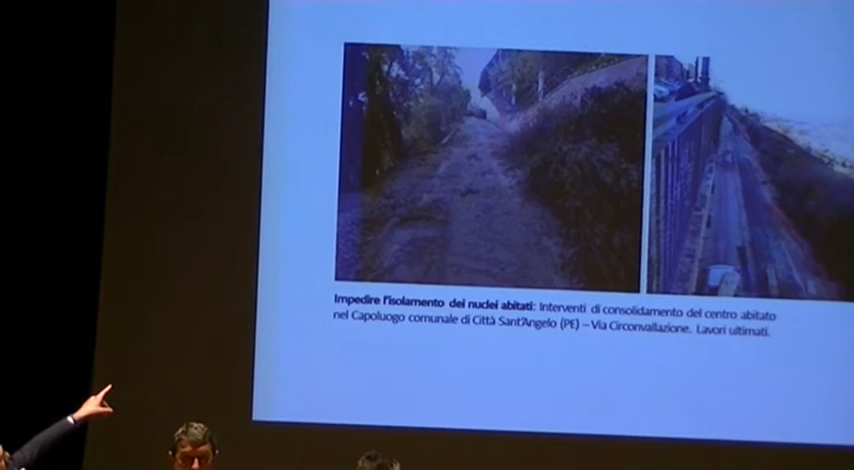 Impedire l'isolamento dei nuclei abitati: Interventi di consolidamento del centro abitato
nel Capoluogo comunale di Città Sant'Angelo (PE) – Via Circonvallazione. Lavori ultimati.